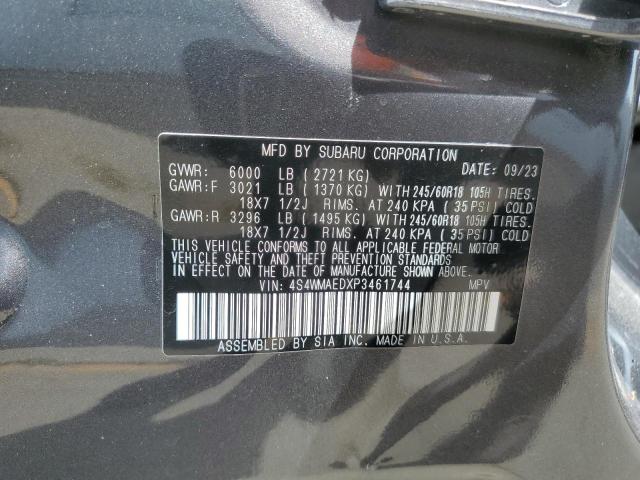 MFD BY SUBARU CORPORATION
GVWR: 6000 LB (2721 KG) DATE: 09/23
GAWR:F 3021 LB (1370 KG) WITH 245/60R18 105H TIRES.
18X7 1/2J RIMS. AT 240 KPA (35 PSI) COLD
GAWR:R 3296 LB (1495 KG) WITH 245/60R18 105H TIRES.
18X7 1/2J RIMS. AT 240 KPA (35 PSI) COLD
THIS VEHICLE CONFORMS TO ALL APPLICABLE FEDERAL MOTOR
VEHICLE SAFETY AND THEFT PREVENTION STANDARDS
IN EFFECT ON THE DATE OF MANUFACTURE SHOWN ABOVE.
VIN: 4S4WMAEDXP3461744 MPV
ASSEMBLED BY SIA INC. MADE IN U.S.A.